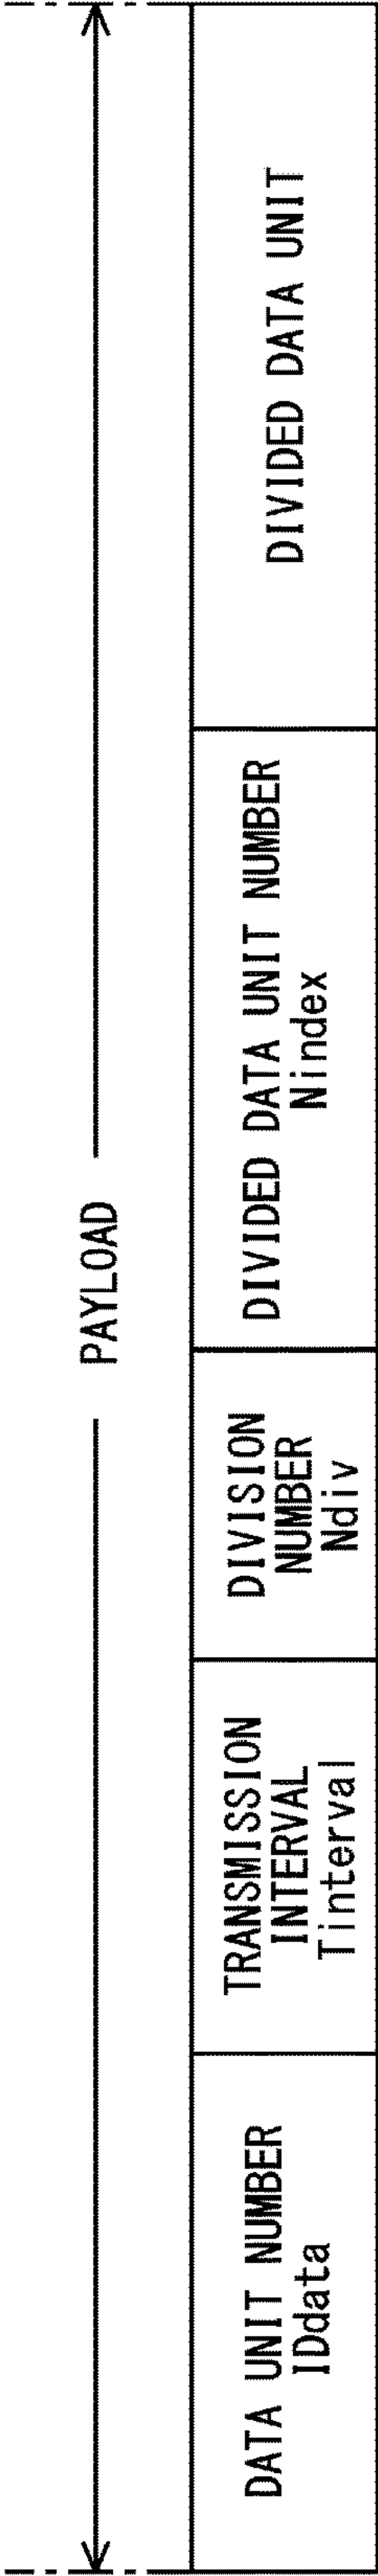 PAYLOAD
DATA UNIT NUMBER
IDdata
TRANSMISSION
INTERVAL
Tinterval
DIVISION
NUMBER
Ndiv
DIVIDED DATA UNIT NUMBER
Nindex
DIVIDED DATA UNIT